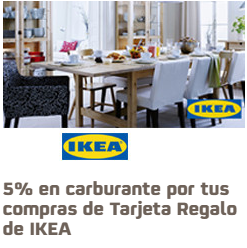 IKEA
IKEA
5% en carburante por tus
compras de Tarjeta Regalo
de IKEA